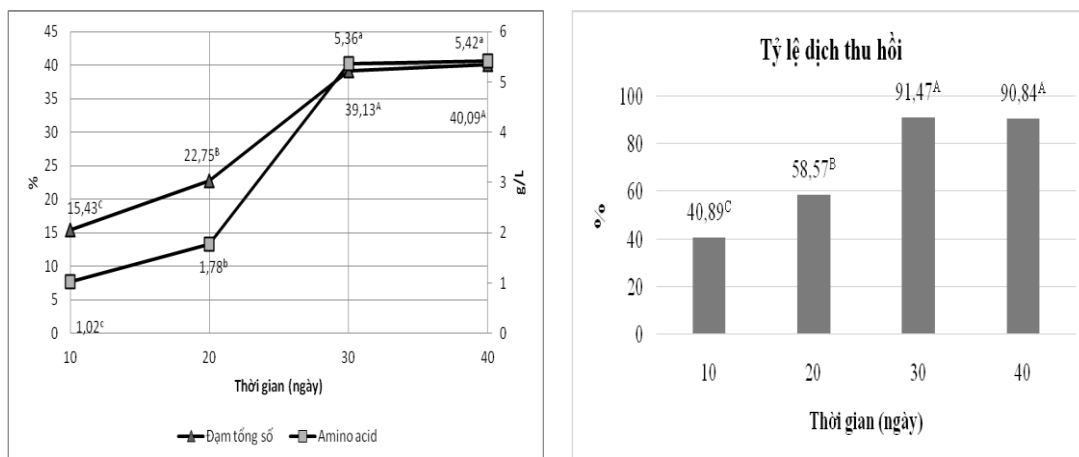 45
40
35
30
25
20
15
10
5
0
%
6
5
4
3
2
1
0
g/L
5,36ᵃ
5,42ᵃ
39,13ᴬ
40,09ᴬ
22,75ᴮ
15,43ᶜ
1,78ᵇ
1,02ᶜ
10 20 30 40
Thời gian (ngày)
Đạm tổng số Amino acid
Tỷ lệ dịch thu hồi
100
80
60
40
20
0
%
40,89ᶜ
58,57ᴮ
91,47ᴬ
90,84ᴬ
10 20 30 40
Thời gian (ngày)